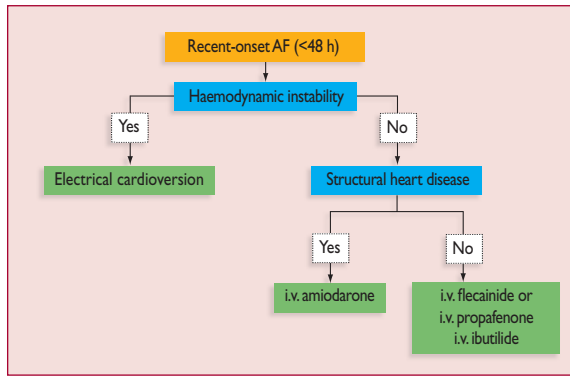 Recent-onset AF (<48 h)
Haemodynamic instability
Yes
No
Electrical cardioversion
Structural heart disease
Yes
No
i.v. amiodarone
i.v. flecainide or
i.v. propafenone
i.v. ibutilide